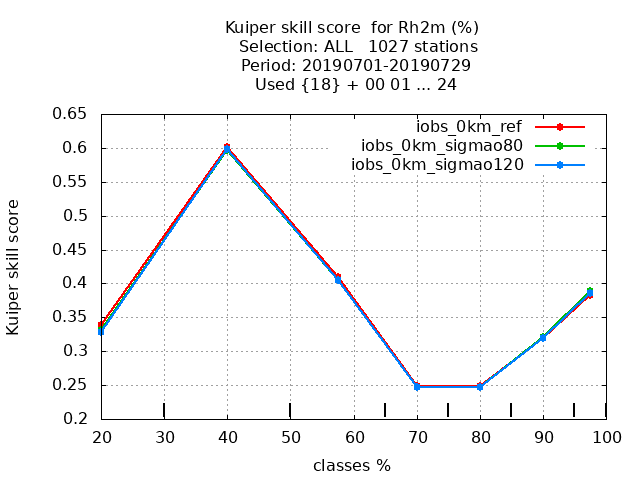 Kuiper skill score  for Rh2m (%)
Selection: ALL   1027 stations
Period: 20190701-20190729
Used {18} + 00 01 ... 24
iobs_0km_ref
iobs_0km_sigmao80
iobs_0km_sigmao120
Kuiper skill score
0.65
0.6
0.55
0.5
0.45
0.4
0.35
0.3
0.25
0.2
20 30 40 50 60 70 80 90 100
classes %